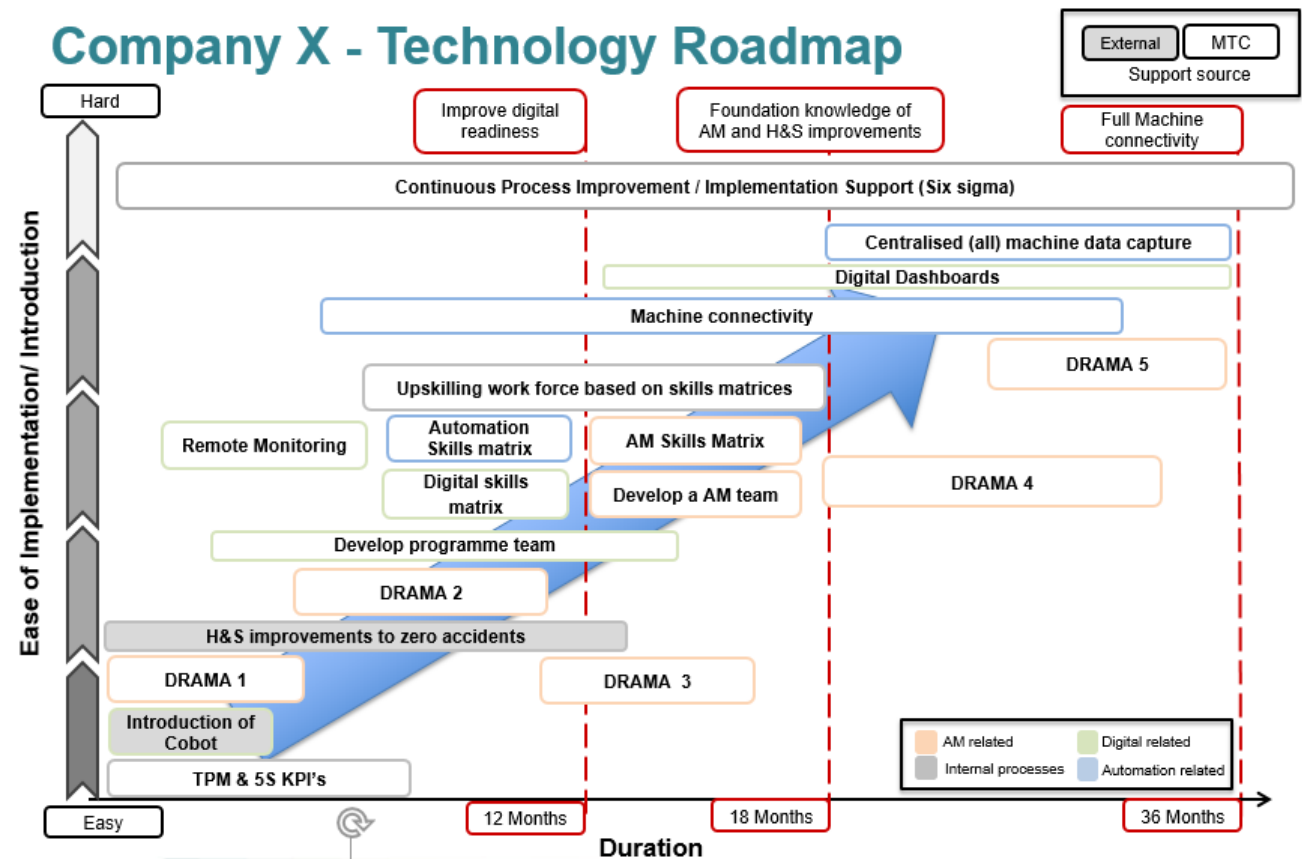 Company X - Technology Roadmap
External
MTC
Support source
Hard
Improve digital
readiness
Foundation knowledge of
AM and H&S improvements
Full Machine
connectivity
Continuous Process Improvement / Implementation Support (Six sigma)
Centralised (all) machine data capture
Digital Dashboards
Machine connectivity
DRAMA 5
Upskilling work force based on skills matrices
Remote Monitoring
Automation
Skills matrix
AM Skills Matrix
Digital skills
matrix
Develop a AM team
DRAMA 4
Develop programme team
DRAMA 2
H&S improvements to zero accidents
DRAMA 1
DRAMA 3
Introduction of
Cobot
TPM & 5S KPI's
AM related
Digital related
Internal processes
Automation related
Ease of Implementation/ Introduction
Easy
12 Months
18 Months
36 Months
Duration